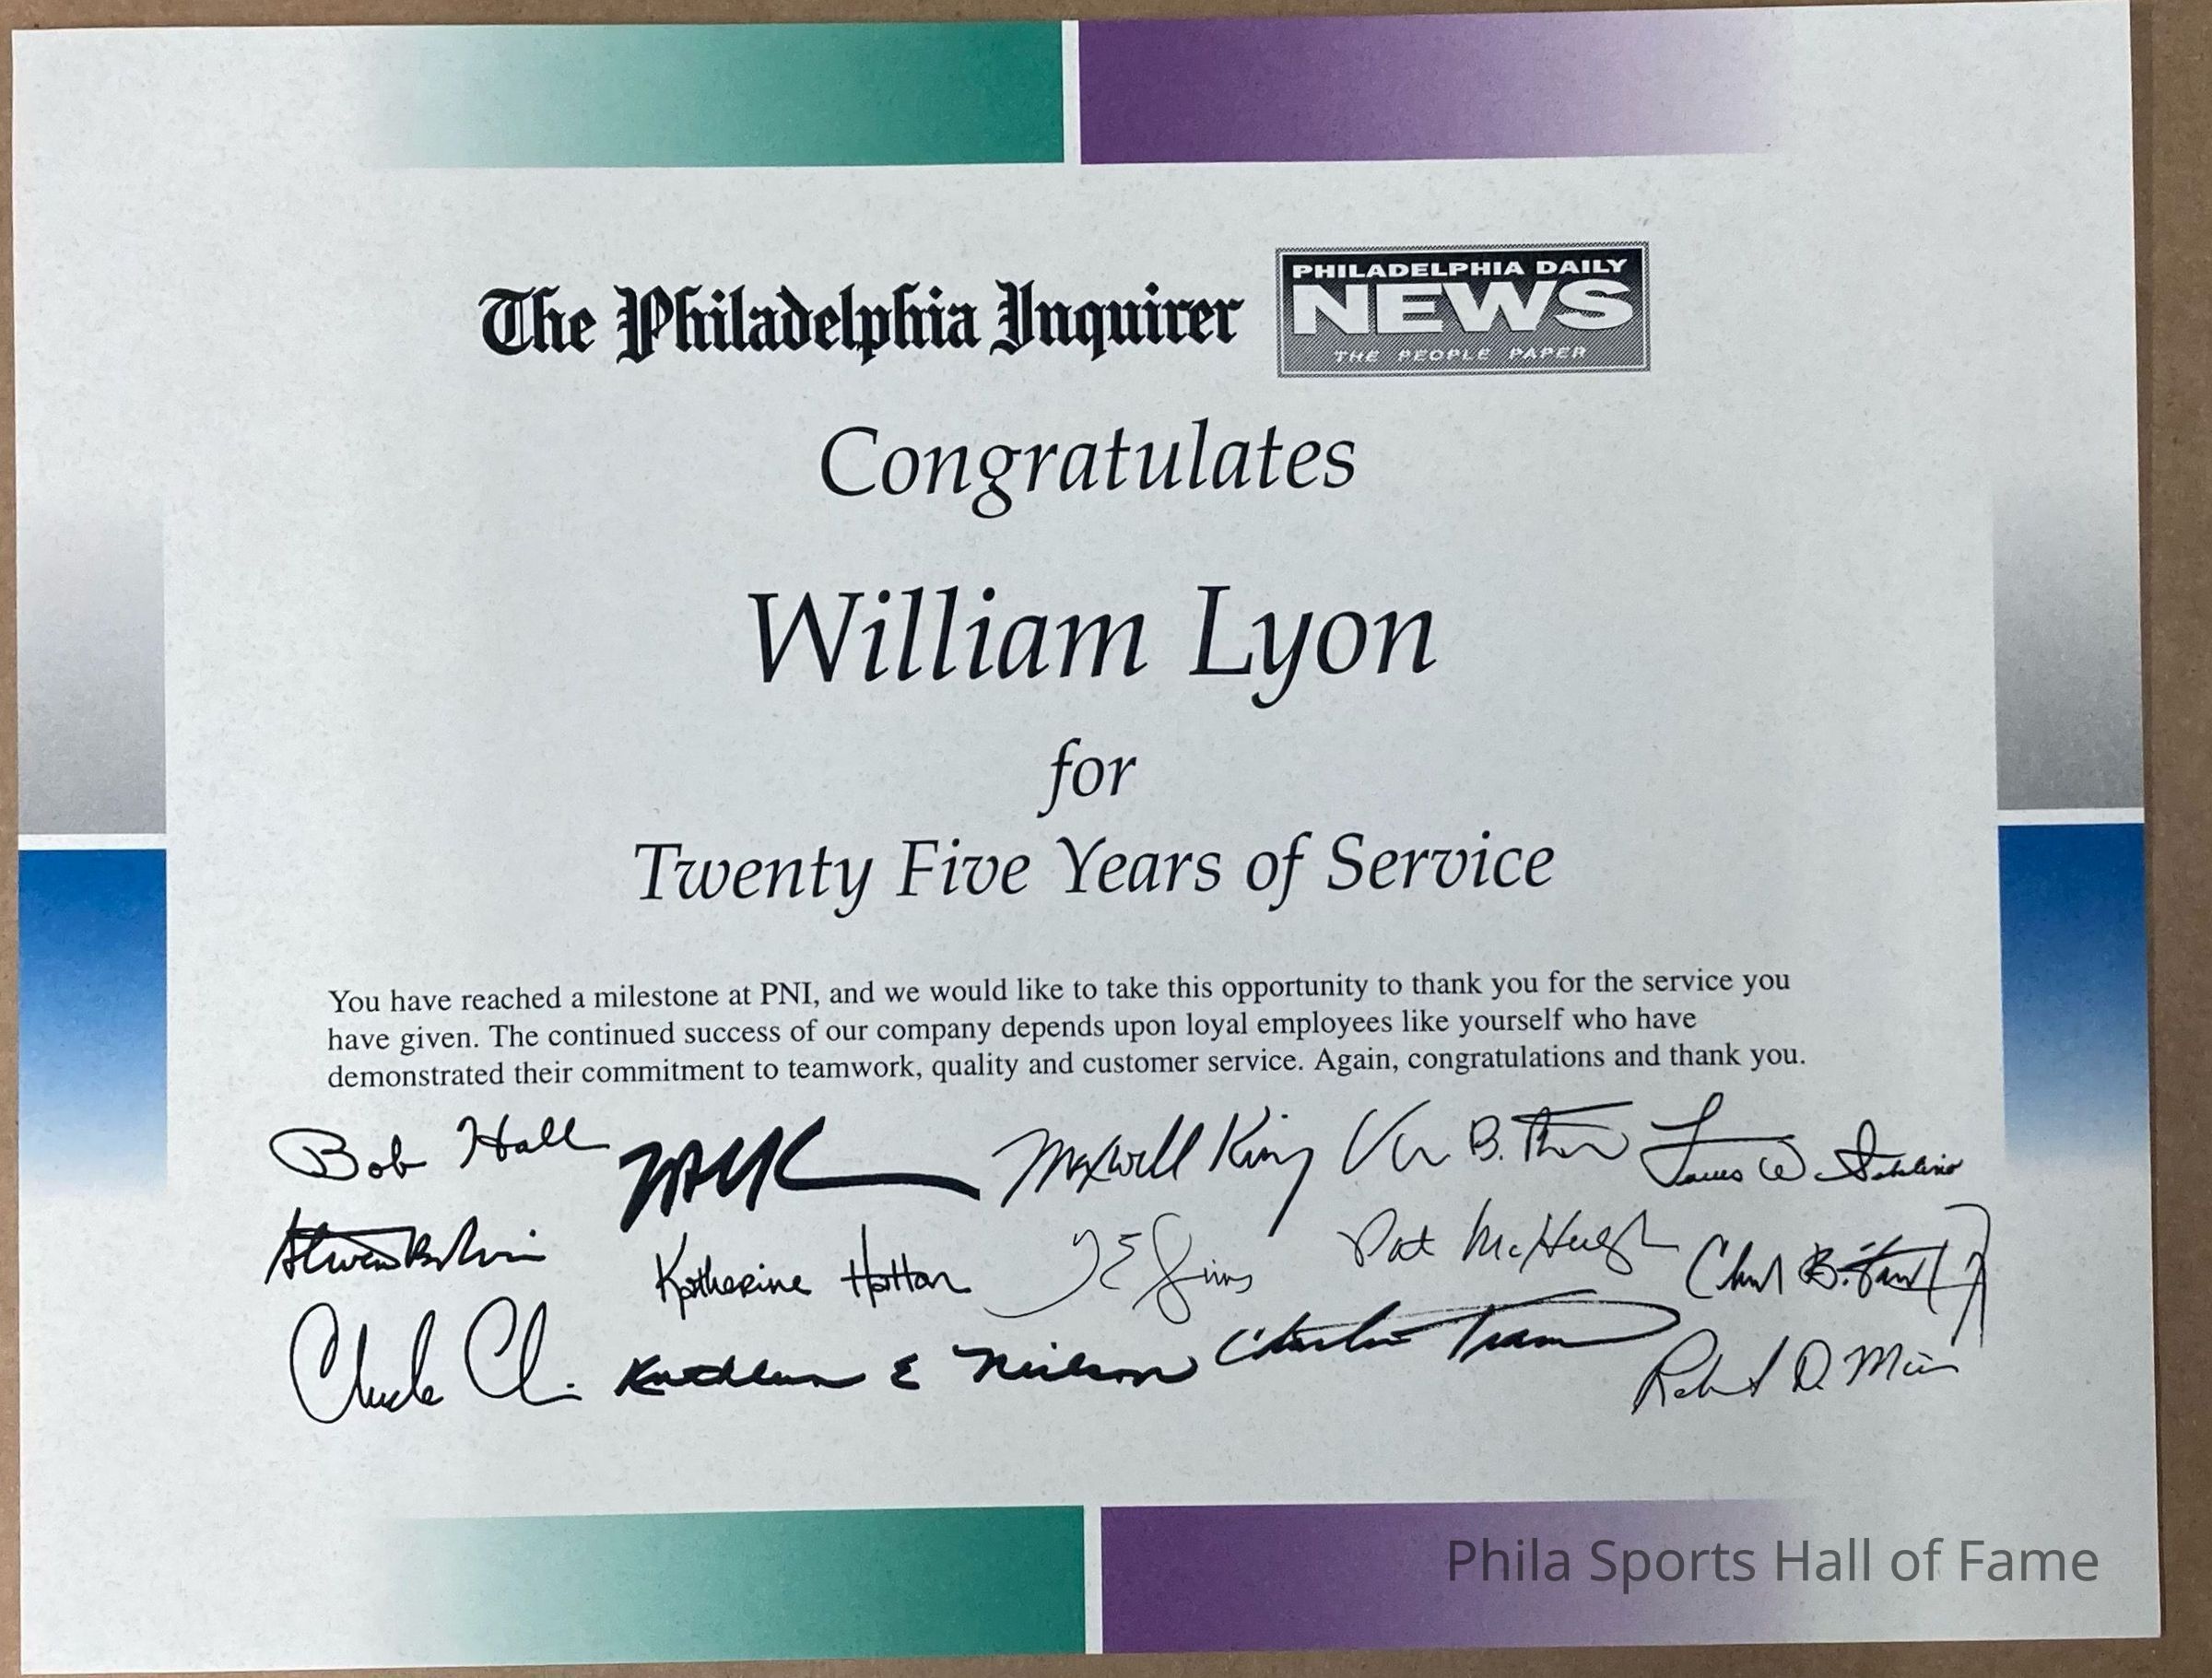 The Philadelphia Inquirer
PHILADELPHIA DAILY
NEWS
THE PEOPLE PAPER
Congratulates
William Lyon
for
Twenty Five Years of Service
You have reached a milestone at PNI, and we would like to take this opportunity to thank you for the service you
have given. The continued success of our company depends upon loyal employees like yourself who have
demonstrated their commitment to teamwork, quality and customer service. Again, congratulations and thank you.
Bob Hall Maxwell King
Katherine Hatton Pat McHugh
Chuck Kathleen E Neilson Robert D.
Phila Sports Hall of Fame